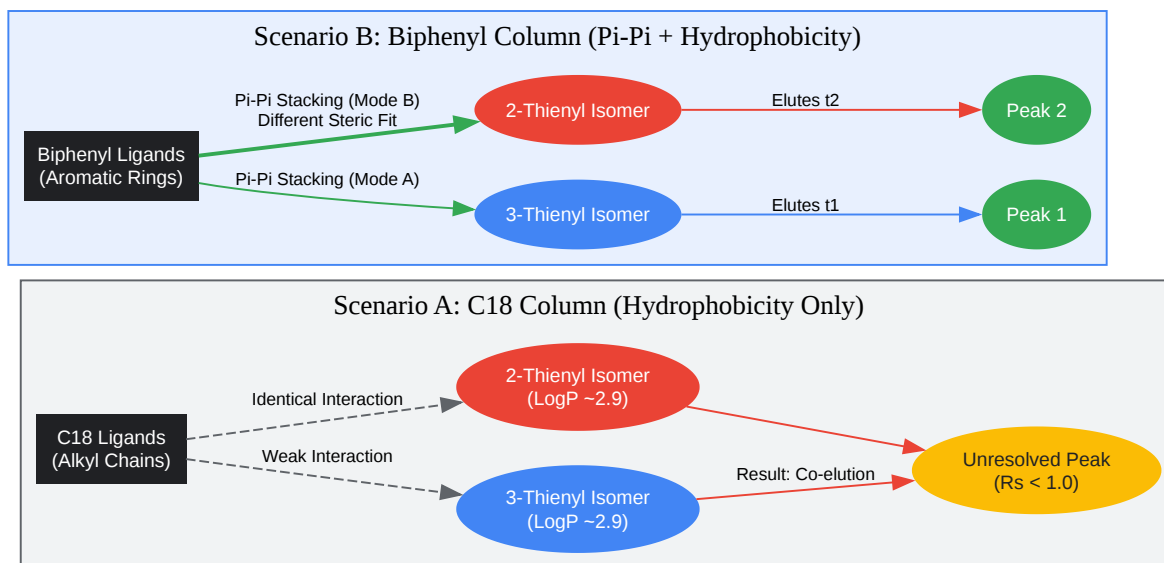 Scenario B: Biphenyl Column (Pi-Pi + Hydrophobicity)
Biphenyl Ligands
(Aromatic Rings)
Pi-Pi Stacking (Mode B)
Different Steric Fit
2-Thienyl Isomer
Elutes t2
Peak 2
Pi-Pi Stacking (Mode A)
3-Thienyl Isomer
Elutes t1
Peak 1
Scenario A: C18 Column (Hydrophobicity Only)
C18 Ligands
(Alkyl Chains)
Identical Interaction
2-Thienyl Isomer
(LogP ~2.9)
Weak Interaction
3-Thienyl Isomer
(LogP ~2.9)
Result: Co-elution
Unresolved Peak
(Rs < 1.0)